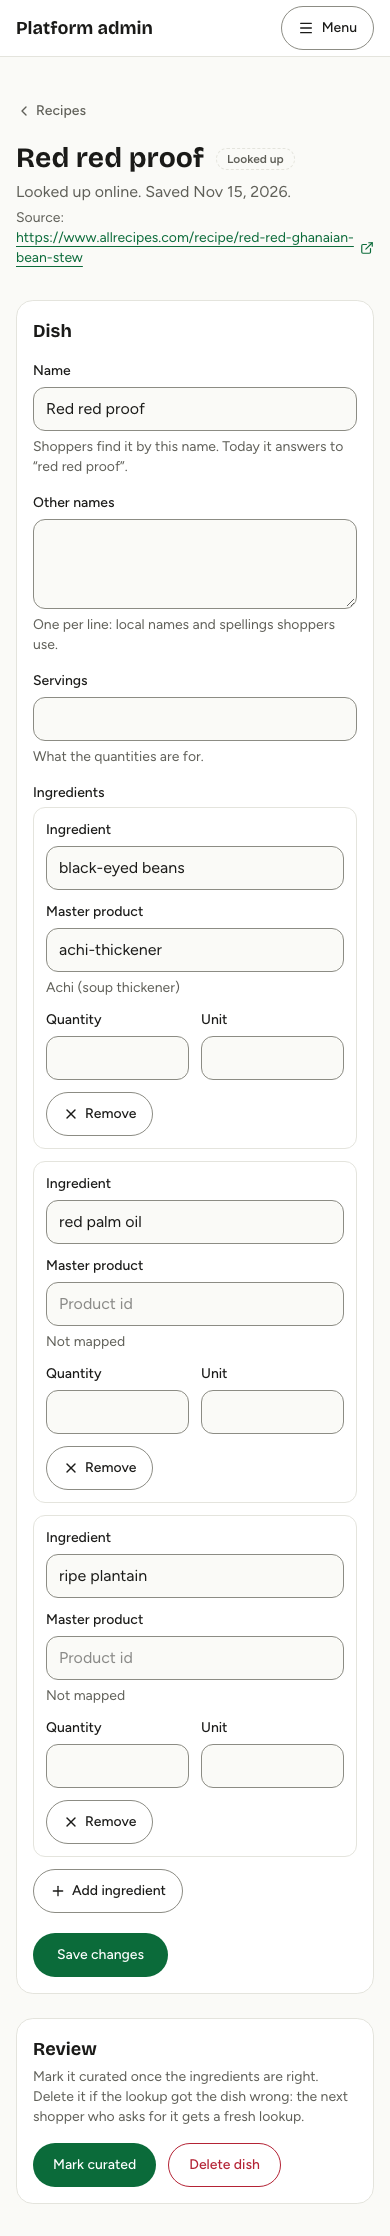 Platform admin
Menu
Recipes
Red red proof
Looked up
Looked up online. Saved Nov 15, 2026.
Source:
https://www.allrecipes.com/recipe/red-red-ghanaian-
bean-stew
Dish
Name
Red red proof
Shoppers find it by this name. Today it answers to
“red red proof”.
Other names
One per line: local names and spellings shoppers
use.
Servings
What the quantities are for.
Ingredients
Ingredient
black-eyed beans
Master product
achi-thickener
Achi (soup thickener)
Quantity
Unit
Remove
Ingredient
red palm oil
Master product
Product id
Not mapped
Quantity
Unit
Remove
Ingredient
ripe plantain
Master product
Product id
Not mapped
Quantity
Unit
Remove
Add ingredient
Save changes
Review
Mark it curated once the ingredients are right.
Delete it if the lookup got the dish wrong: the next
shopper who asks for it gets a fresh lookup.
Mark curated
Delete dish